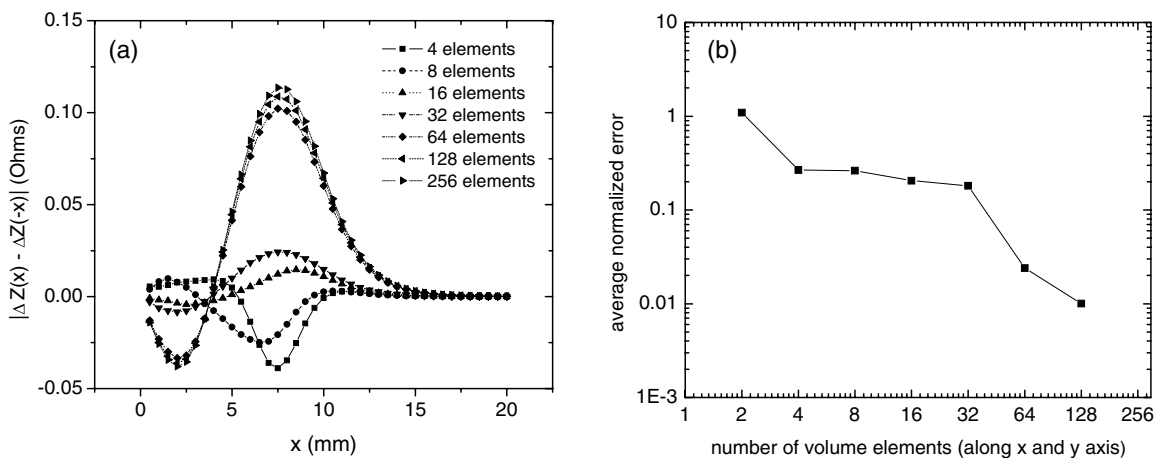 (a)
4 elements
8 elements
16 elements
32 elements
64 elements
128 elements
256 elements
0.15
0.10
0.05
0.00
-0.05
|ΔZ(x) - ΔZ(-x)| (Ohms)
0 5 10 15 20
x (mm)
(b)
10
1
0.1
0.01
1E-3
average normalized error
1 2 4 8 16 32 64 128 256
number of volume elements (along x and y axis)